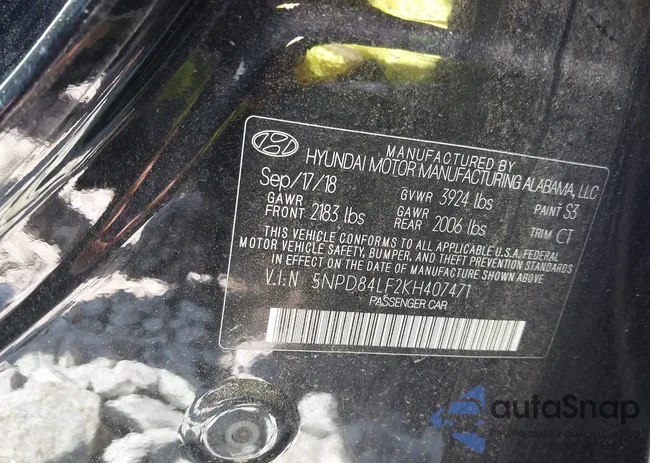 MANUFACTURED BY
HYUNDAI MOTOR MANUFACTURING ALABAMA, LLC
Sep/17/18 GVWR 3924 lbs PAINT S3
GAWR FRONT 2183 lbs GAWR REAR 2006 lbs TRIM CT
THIS VEHICLE CONFORMS TO ALL APPLICABLE U.S.A. FEDERAL
MOTOR VEHICLE SAFETY, BUMPER, AND THEFT PREVENTION STANDARDS
IN EFFECT ON THE DATE OF MANUFACTURE SHOWN ABOVE
V.I.N 5NPD84LF2KH407471
PASSENGER CAR
autoSnap